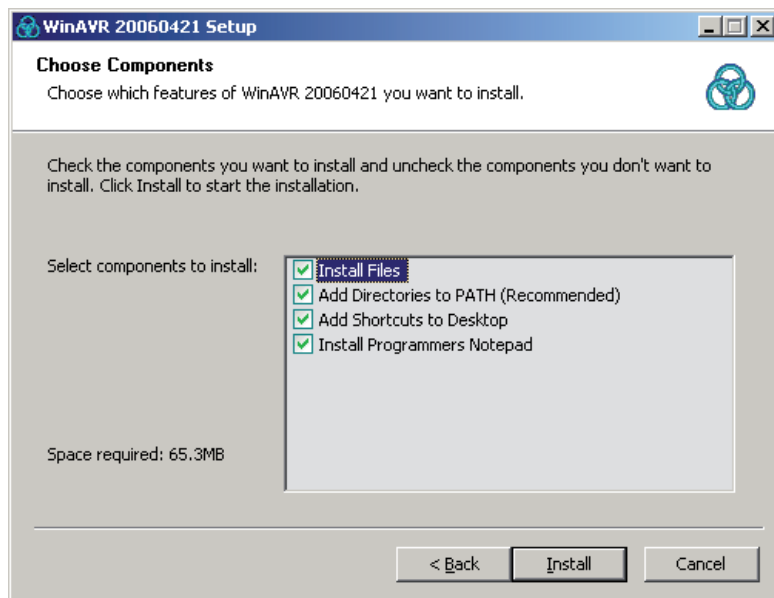 WinAVR 20060421 Setup
Choose Components
Choose which features of WinAVR 20060421 you want to install.
Check the components you want to install and uncheck the components you don't want to
install. Click Install to start the installation.
Select components to install:
Install Files
Add Directories to PATH (Recommended)
Add Shortcuts to Desktop
Install Programmers Notepad
Space required: 65.3MB
< Back
Install
Cancel